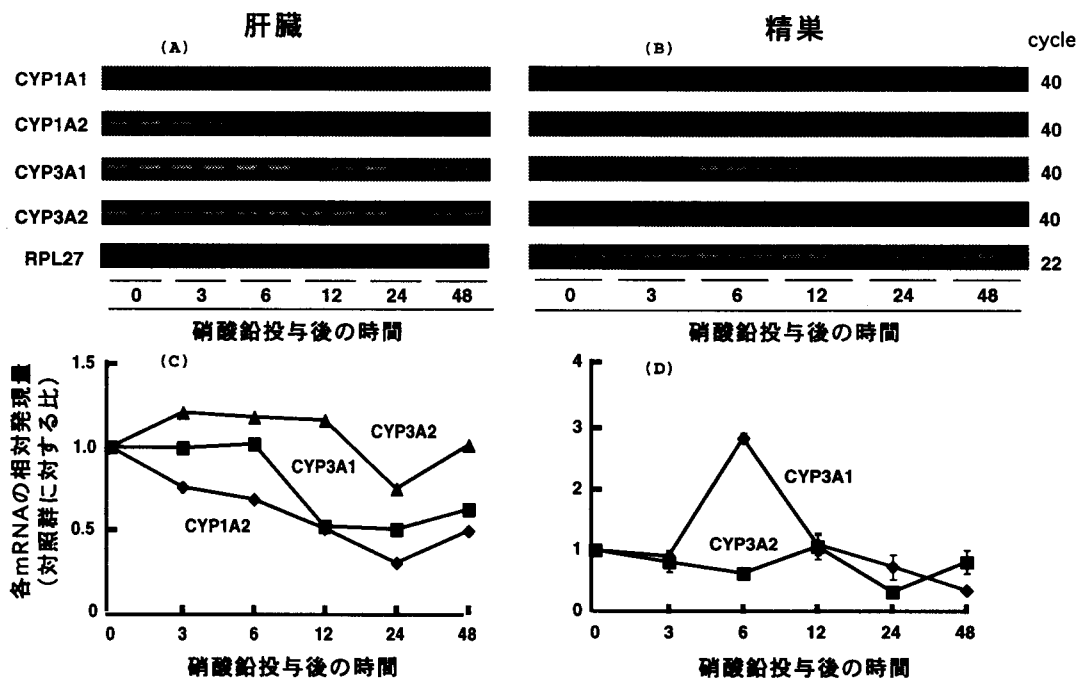 肝臓
精巣
(A)
(B)
cycle
CYP1A1
40
CYP1A2
40
CYP3A1
40
CYP3A2
40
RPL27
22
0 3 6 12 24 48
0 3 6 12 24 48
硝酸鉛投与後の時間
硝酸鉛投与後の時間
各mRNAの相対発現量
(対照群に対する比)
(C)
1.5
1.0
0.5
0
CYP3A2
CYP3A1
CYP1A2
0 3 6 12 24 48
硝酸鉛投与後の時間
(D)
4
3
2
1
0
CYP3A1
CYP3A2
0 3 6 12 24 48
硝酸鉛投与後の時間